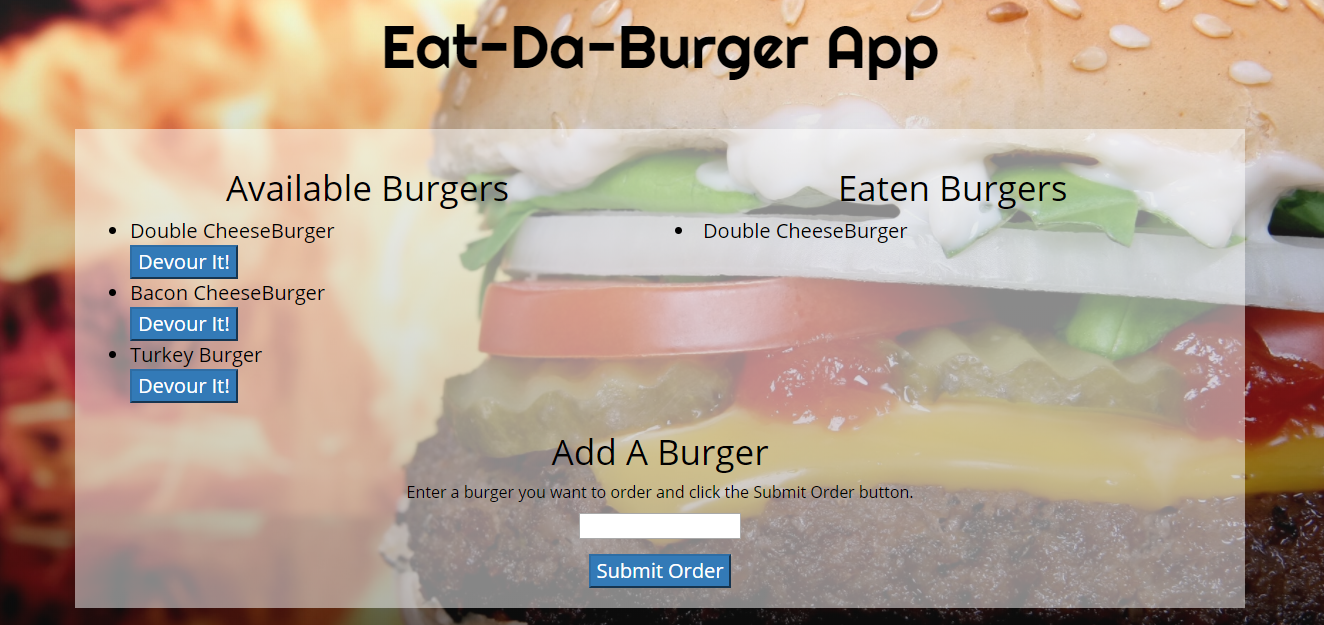 Eat-Da-Burger App
Available Burgers
Double CheeseBurger
Devour It!
Bacon CheeseBurger
Devour It!
Turkey Burger
Devour It!
Eaten Burgers
Double CheeseBurger
Add A Burger
Enter a burger you want to order and click the Submit Order button.
Submit Order